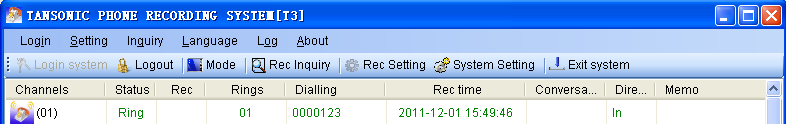 TANSONIC PHONE RECORDING SYSTEM[T3]
Login Setting Inquiry Language Log About
Login system Logout Mode Rec Inquiry Rec Setting System Setting Exit system
Channels Status Rec Rings Dialling Rec time Conversa... Dire... Memo
(01) Ring 01 0000123 2011-12-01 15:49:46 In